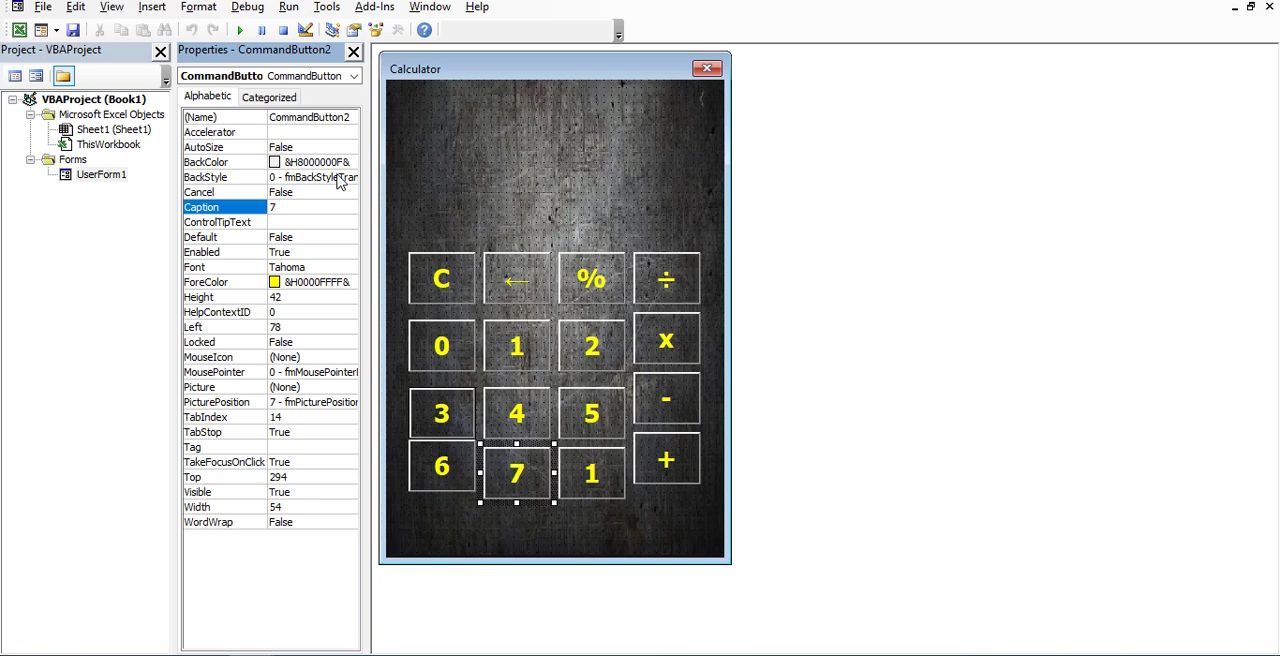 File Edit View Insert Format Debug Run Tools Add-Ins Window Help
Project - VBAProject
VBAProject (Book1)
Microsoft Excel Objects
Sheet1 (Sheet1)
ThisWorkbook
Forms
UserForm1
Properties - CommandButton2
CommandButto CommandButton
Alphabetic Categorized
(Name) CommandButton2
Accelerator
AutoSize False
BackColor &H8000000F&
BackStyle 0 - fmBackStyleTran
Cancel False
Caption 7
ControlTipText
Default False
Enabled True
Font Tahoma
ForeColor &H0000FFFF&
Height 42
HelpContextID 0
Left 78
Locked False
MouseIcon (None)
MousePointer 0 - fmMousePointerI
Picture (None)
PicturePosition 7 - fmPicturePosition
TabIndex 14
TabStop True
Tag
TakeFocusOnClick True
Top 294
Visible True
Width 54
WordWrap False
Calculator
C ← % ÷
0 1 2 x
3 4 5 -
6 7 1 +